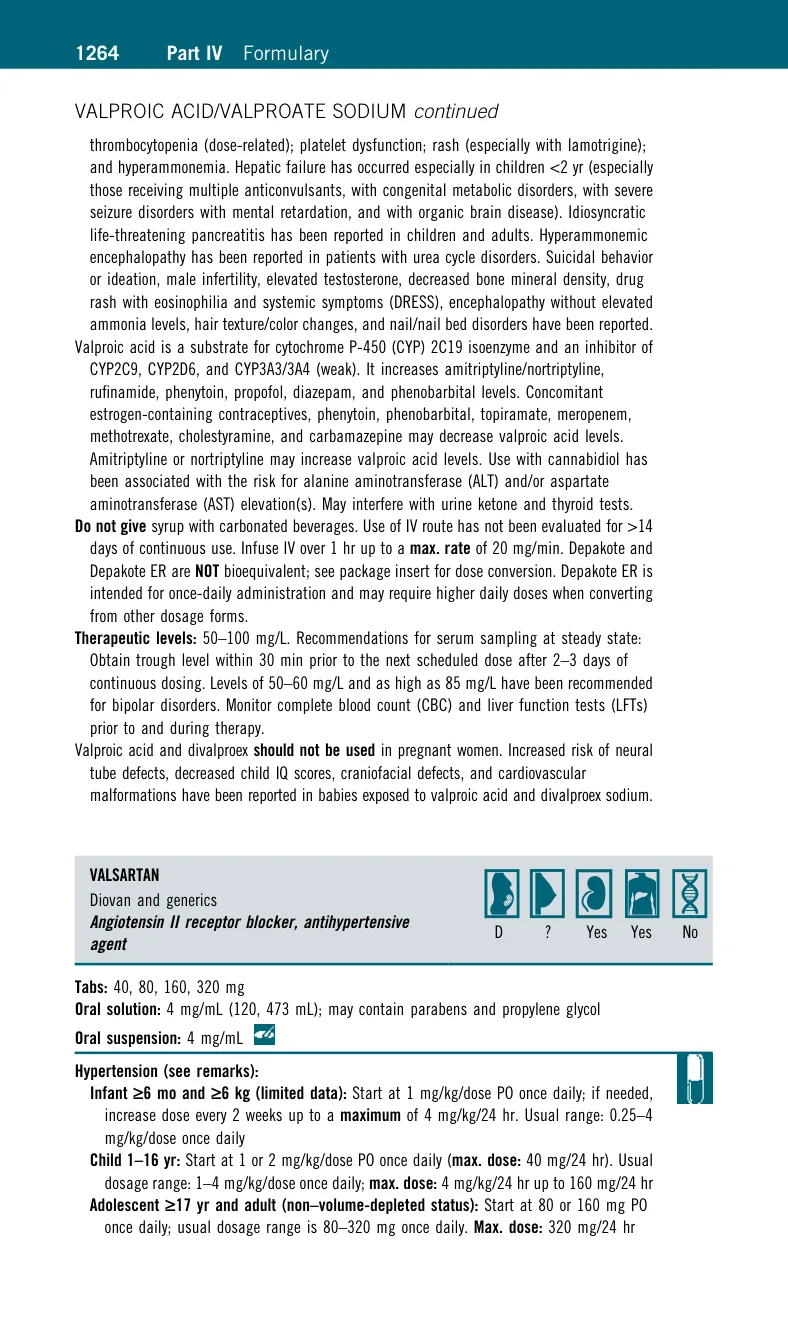 1264 Part IV Formulary
VALPROIC ACID/VALPROATE SODIUM continued
thrombocytopenia (dose-related); platelet dysfunction; rash (especially with lamotrigine);
and hyperammonemia. Hepatic failure has occurred especially in children <2 yr (especially
those receiving multiple anticonvulsants, with congenital metabolic disorders, with severe
seizure disorders with mental retardation, and with organic brain disease). Idiosyncratic
life-threatening pancreatitis has been reported in children and adults. Hyperammonemic
encephalopathy has been reported in patients with urea cycle disorders. Suicidal behavior
or ideation, male infertility, elevated testosterone, decreased bone mineral density, drug
rash with eosinophilia and systemic symptoms (DRESS), encephalopathy without elevated
ammonia levels, hair texture/color changes, and nail/nail bed disorders have been reported.
Valproic acid is a substrate for cytochrome P-450 (CYP) 2C19 isoenzyme and an inhibitor of
CYP2C9, CYP2D6, and CYP3A3/3A4 (weak). It increases amitriptyline/nortriptyline,
rufinamide, phenytoin, propofol, diazepam, and phenobarbital levels. Concomitant
estrogen-containing contraceptives, phenytoin, phenobarbital, topiramate, meropenem,
methotrexate, cholestyramine, and carbamazepine may decrease valproic acid levels.
Amitriptyline or nortriptyline may increase valproic acid levels. Use with cannabidiol has
been associated with the risk for alanine aminotransferase (ALT) and/or aspartate
aminotransferase (AST) elevation(s). May interfere with urine ketone and thyroid tests.
Do not give syrup with carbonated beverages. Use of IV route has not been evaluated for >14
days of continuous use. Infuse IV over 1 hr up to a max. rate of 20 mg/min. Depakote and
Depakote ER are NOT bioequivalent; see package insert for dose conversion. Depakote ER is
intended for once-daily administration and may require higher daily doses when converting
from other dosage forms.
Therapeutic levels: 50–100 mg/L. Recommendations for serum sampling at steady state:
Obtain trough level within 30 min prior to the next scheduled dose after 2–3 days of
continuous dosing. Levels of 50–60 mg/L and as high as 85 mg/L have been recommended
for bipolar disorders. Monitor complete blood count (CBC) and liver function tests (LFTs)
prior to and during therapy.
Valproic acid and divalproex should not be used in pregnant women. Increased risk of neural
tube defects, decreased child IQ scores, craniofacial defects, and cardiovascular
malformations have been reported in babies exposed to valproic acid and divalproex sodium.
VALSARTAN
Diovan and generics
Angiotensin II receptor blocker, antihypertensive
agent
D ? Yes Yes No
Tabs: 40, 80, 160, 320 mg
Oral solution: 4 mg/mL (120, 473 mL); may contain parabens and propylene glycol
Oral suspension: 4 mg/mL
Hypertension (see remarks):
Infant ≥6 mo and ≥6 kg (limited data): Start at 1 mg/kg/dose PO once daily; if needed,
increase dose every 2 weeks up to a maximum of 4 mg/kg/24 hr. Usual range: 0.25–4
mg/kg/dose once daily
Child 1–16 yr: Start at 1 or 2 mg/kg/dose PO once daily (max. dose: 40 mg/24 hr). Usual
dosage range: 1–4 mg/kg/dose once daily; max. dose: 4 mg/kg/24 hr up to 160 mg/24 hr
Adolescent ≥17 yr and adult (non–volume-depleted status): Start at 80 or 160 mg PO
once daily; usual dosage range is 80–320 mg once daily. Max. dose: 320 mg/24 hr